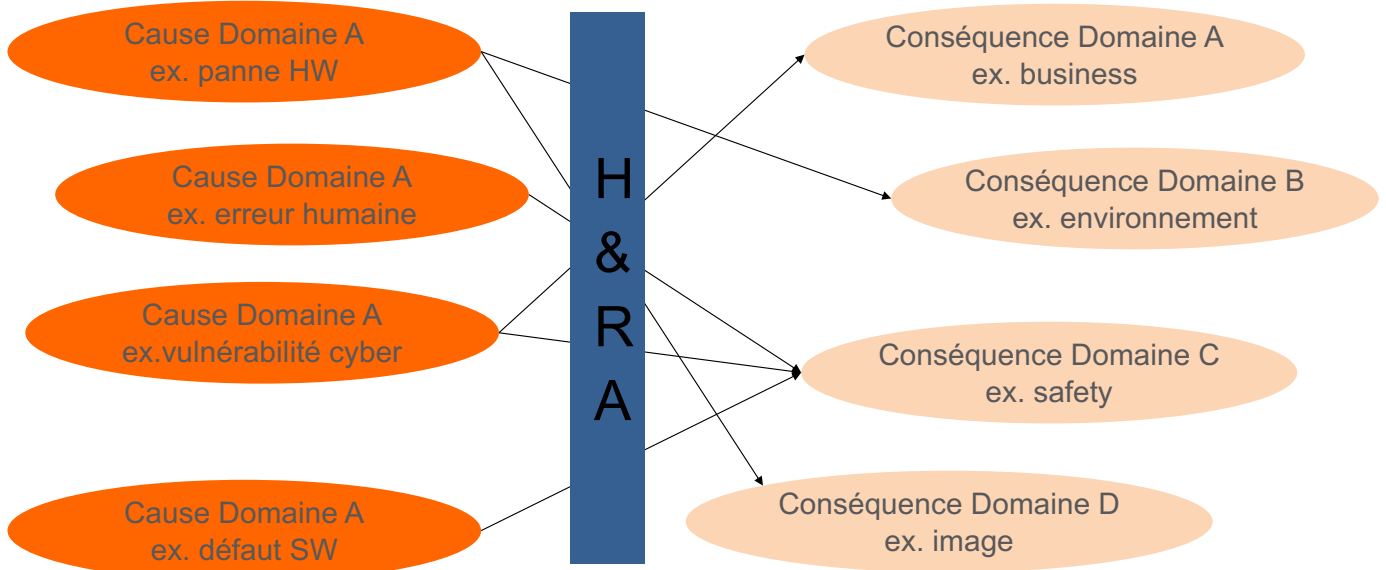 Cause Domaine A
ex. panne HW
Cause Domaine A
ex. erreur humaine
Cause Domaine A
ex.vulnérabilité cyber
Cause Domaine A
ex. défaut SW
H
&
R
A
Conséquence Domaine A
ex. business
Conséquence Domaine B
ex. environnement
Conséquence Domaine C
ex. safety
Conséquence Domaine D
ex. image